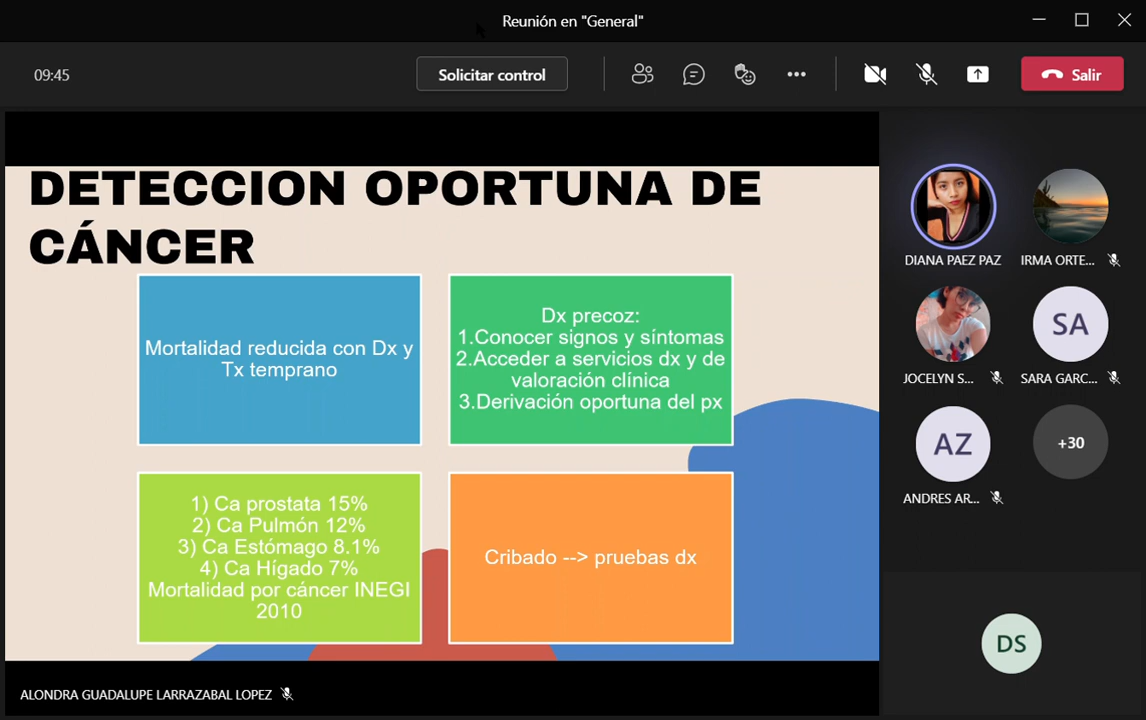 Reunión en "General"
09:45
Solicitar control
Salir
DETECCION OPORTUNA DE
CÁNCER
Mortalidad reducida con Dx y
Tx temprano
Dx precoz:
1.Conocer signos y síntomas
2.Acceder a servicios dx y de
valoración clínica
3.Derivación oportuna del px
1) Ca prostata 15%
2) Ca Pulmón 12%
3) Ca Estómago 8.1%
4) Ca Hígado 7%
Mortalidad por cáncer INEGI
2010
Cribado --> pruebas dx
DIANA PAEZ PAZ
IRMA ORTE...
JOCELYN S...
SA
SARA GARC...
AZ
ANDRES AR...
+30
DS
ALONDRA GUADALUPE LARRAZABAL LOPEZ